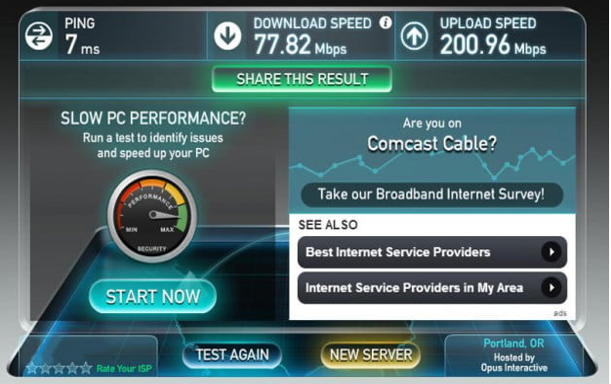 PING
7 ms
DOWNLOAD SPEED
77.82 Mbps
UPLOAD SPEED
200.96 Mbps
SHARE THIS RESULT
SLOW PC PERFORMANCE?
Run a test to identify issues
and speed up your PC
PERFORMANCE
MIN MAX
SECURITY
START NOW
Are you on
Comcast Cable?
Take our Broadband Internet Survey!
SEE ALSO
Best Internet Service Providers
Internet Service Providers in My Area
ads
Rate Your ISP
TEST AGAIN
NEW SERVER
Portland, OR
Hosted by
Opus Interactive